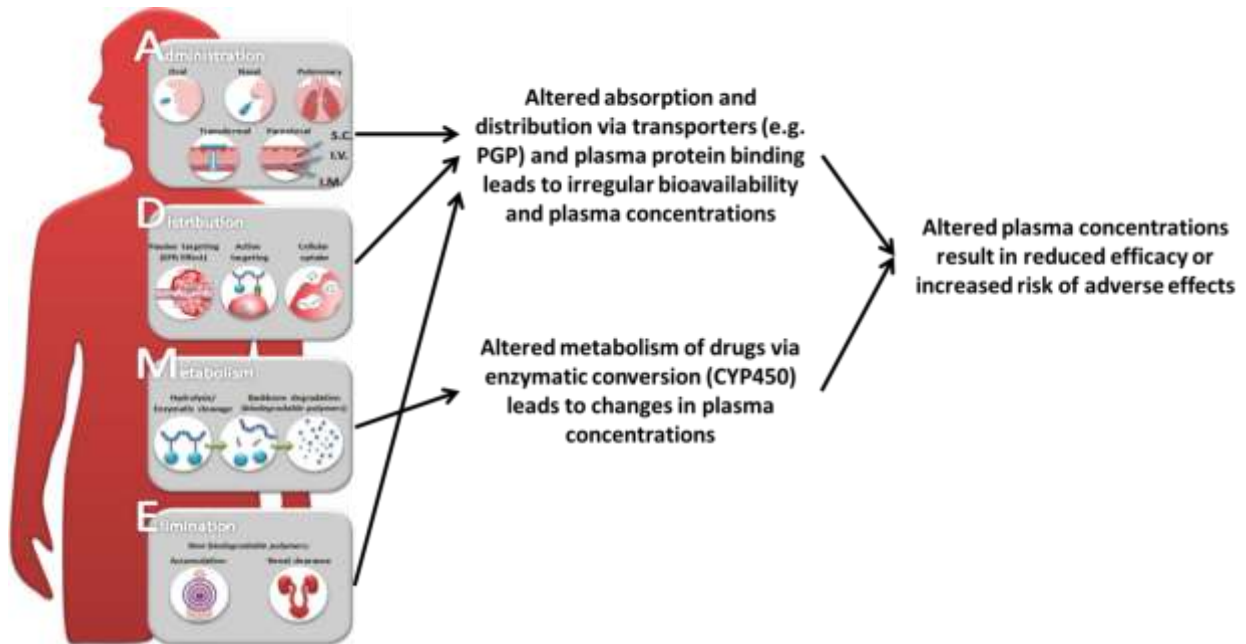 Administration
Oral
Nasal
Pulmonary
Transdermal
Parenteral
S.C.
I.V.
I.M.
Distribution
Passive targeting
(EPR Effect)
Active
targeting
Cellular
uptake
Metabolism
Hydrolysis/
Enzymatic cleavage
Backbone degradation
(biodegradable polymers)
Elimination
Non biodegradable polymers:
Accumulation
Renal clearance
Altered absorption and
distribution via transporters (e.g.
PGP) and plasma protein binding
leads to irregular bioavailability
and plasma concentrations
Altered metabolism of drugs via
enzymatic conversion (CYP450)
leads to changes in plasma
concentrations
Altered plasma concentrations
result in reduced efficacy or
increased risk of adverse effects